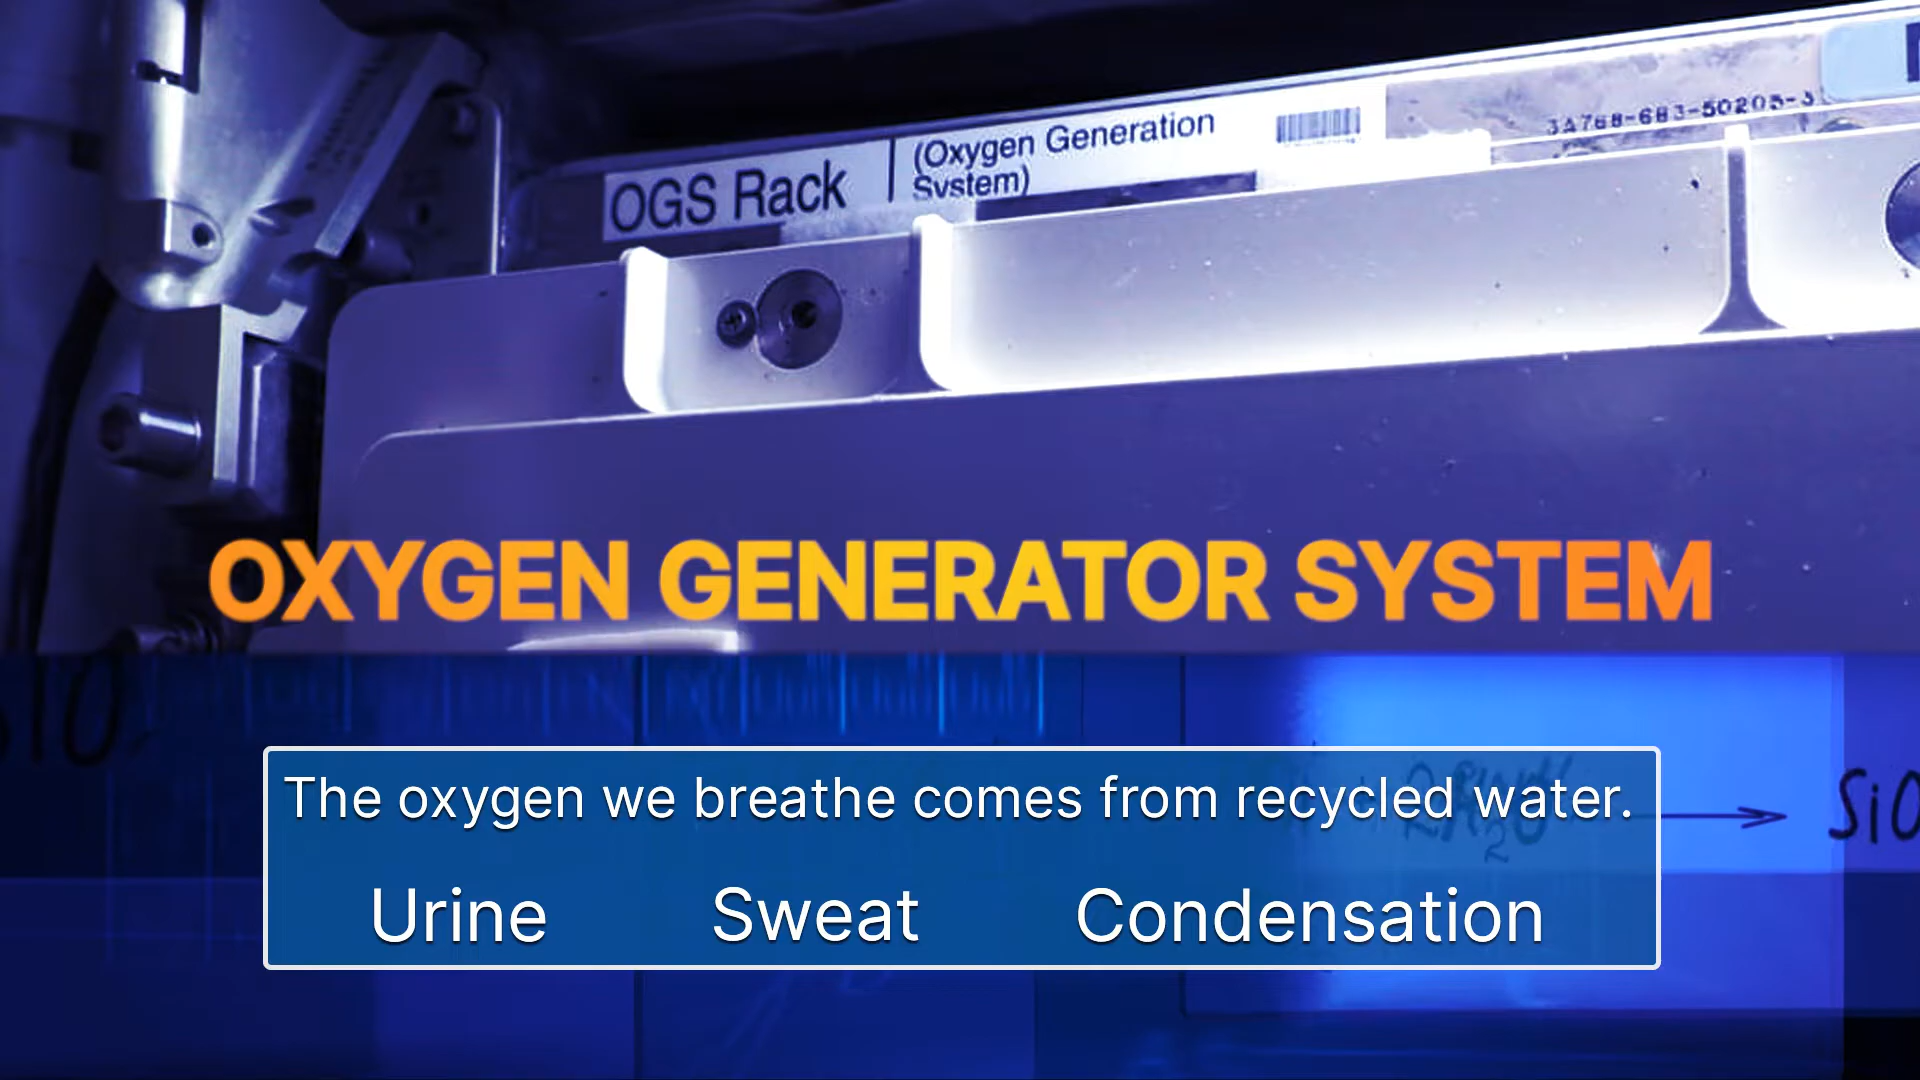 OGS Rack
(Oxygen Generation
System)
OXYGEN GENERATOR SYSTEM
The oxygen we breathe comes from recycled water.
Urine Sweat Condensation
SiO